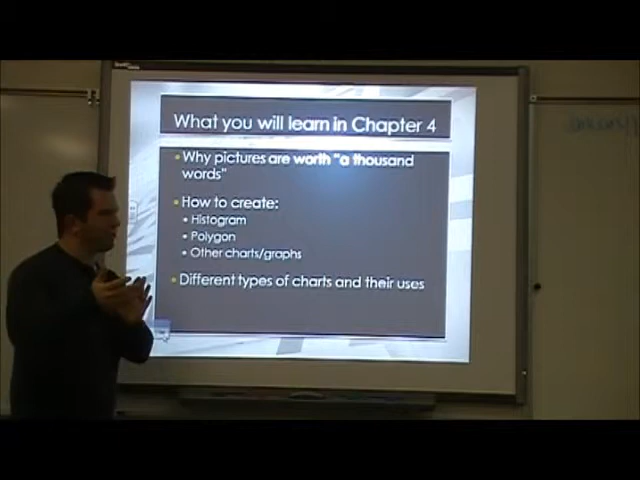 What you will learn in Chapter 4
• Why pictures are worth "a thousand
words"
• How to create:
• Histogram
• Polygon
• Other charts/graphs
• Different types of charts and their uses